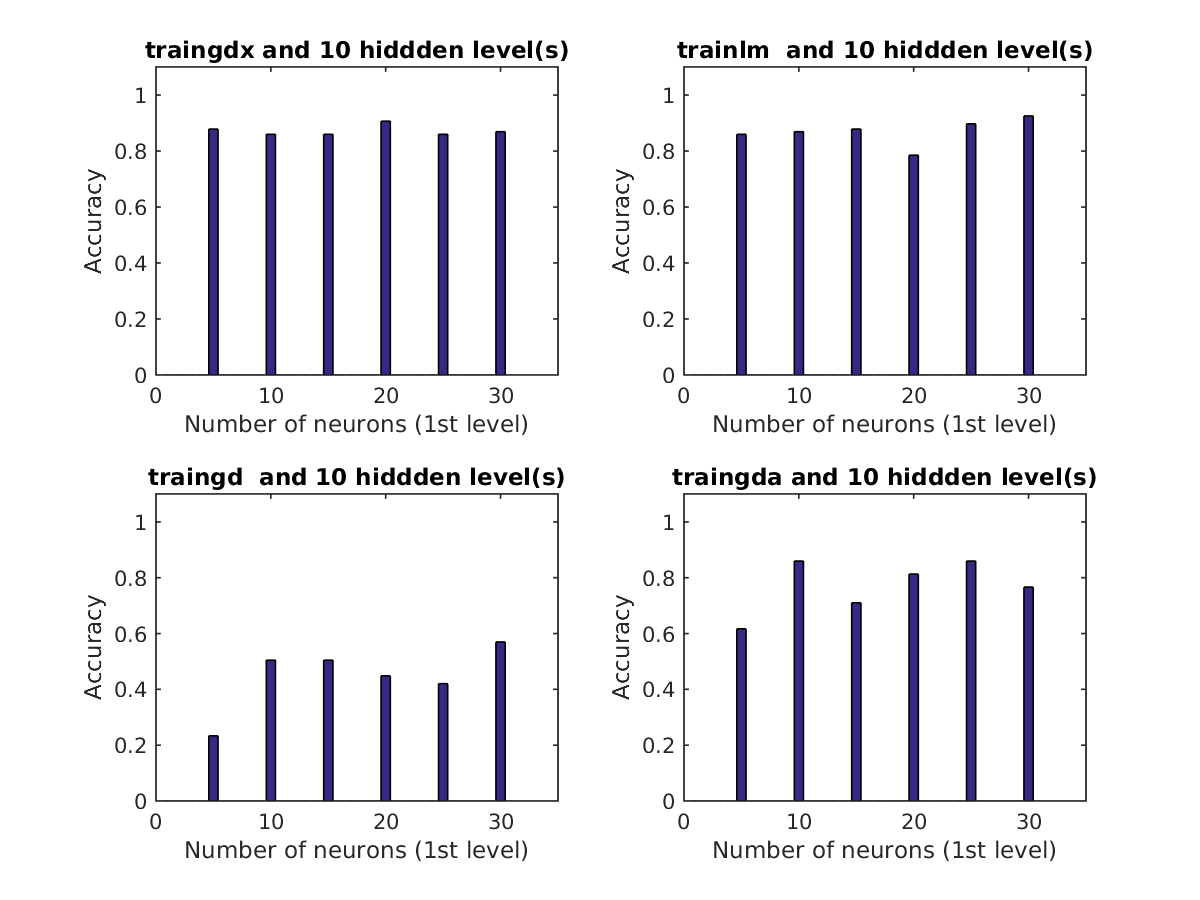 traingdx and 10 hiddden level(s)
1
0.8
0.6
0.4
0.2
0
Accuracy
0 10 20 30
Number of neurons (1st level)
trainlm  and 10 hiddden level(s)
1
0.8
0.6
0.4
0.2
0
Accuracy
0 10 20 30
Number of neurons (1st level)
traingd  and 10 hiddden level(s)
1
0.8
0.6
0.4
0.2
0
Accuracy
0 10 20 30
Number of neurons (1st level)
traingda and 10 hiddden level(s)
1
0.8
0.6
0.4
0.2
0
Accuracy
0 10 20 30
Number of neurons (1st level)